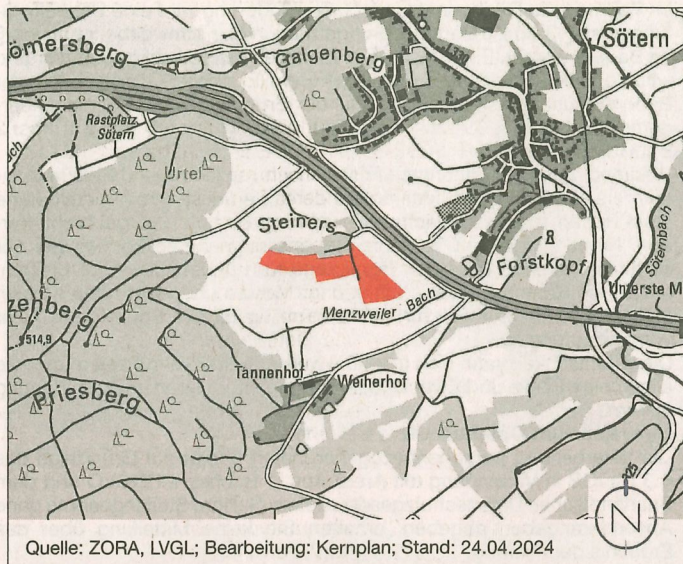 Sötern
ömersberg
Galgenberg
Rastplatz
Sötern
Urtel
Steiners
Söternbach
Forstkopf
Menzweiler Bach
Unterste M
zenberg
514,9
Tannenhof
Weiherhof
Priesberg
N
Quelle: ZORA, LVGL; Bearbeitung: Kernplan; Stand: 24.04.2024